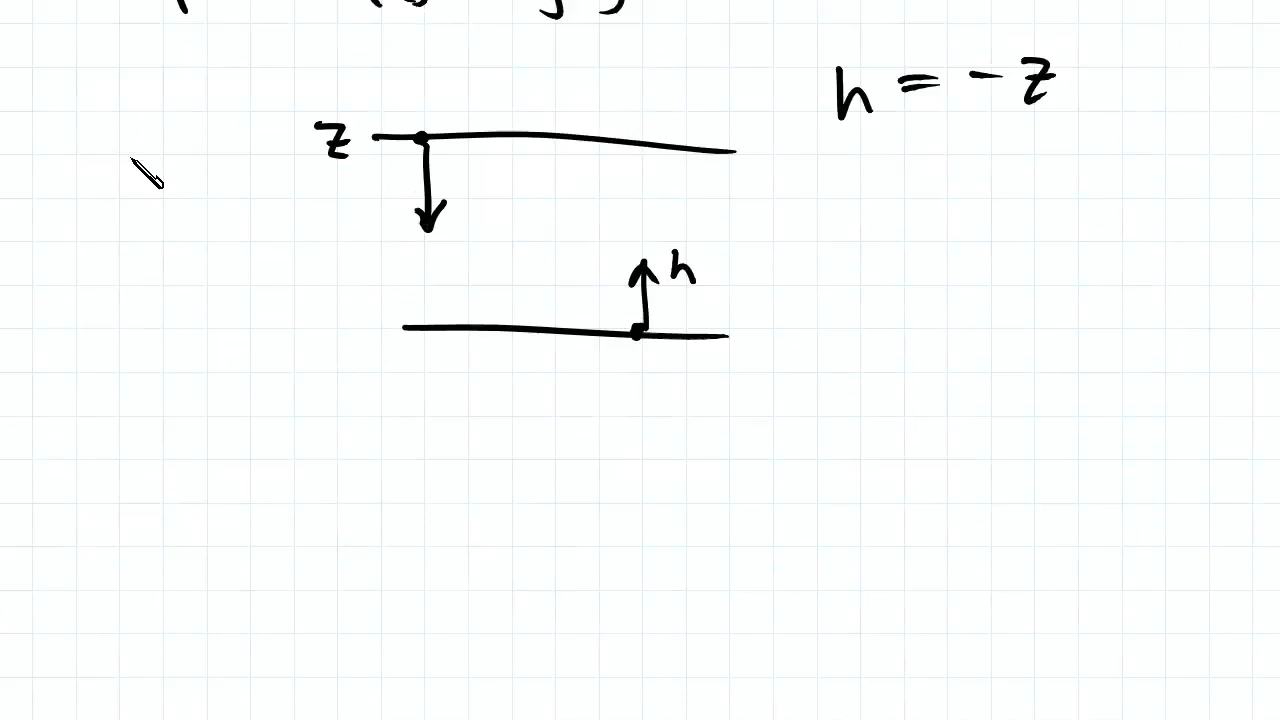 h = - z
z
h